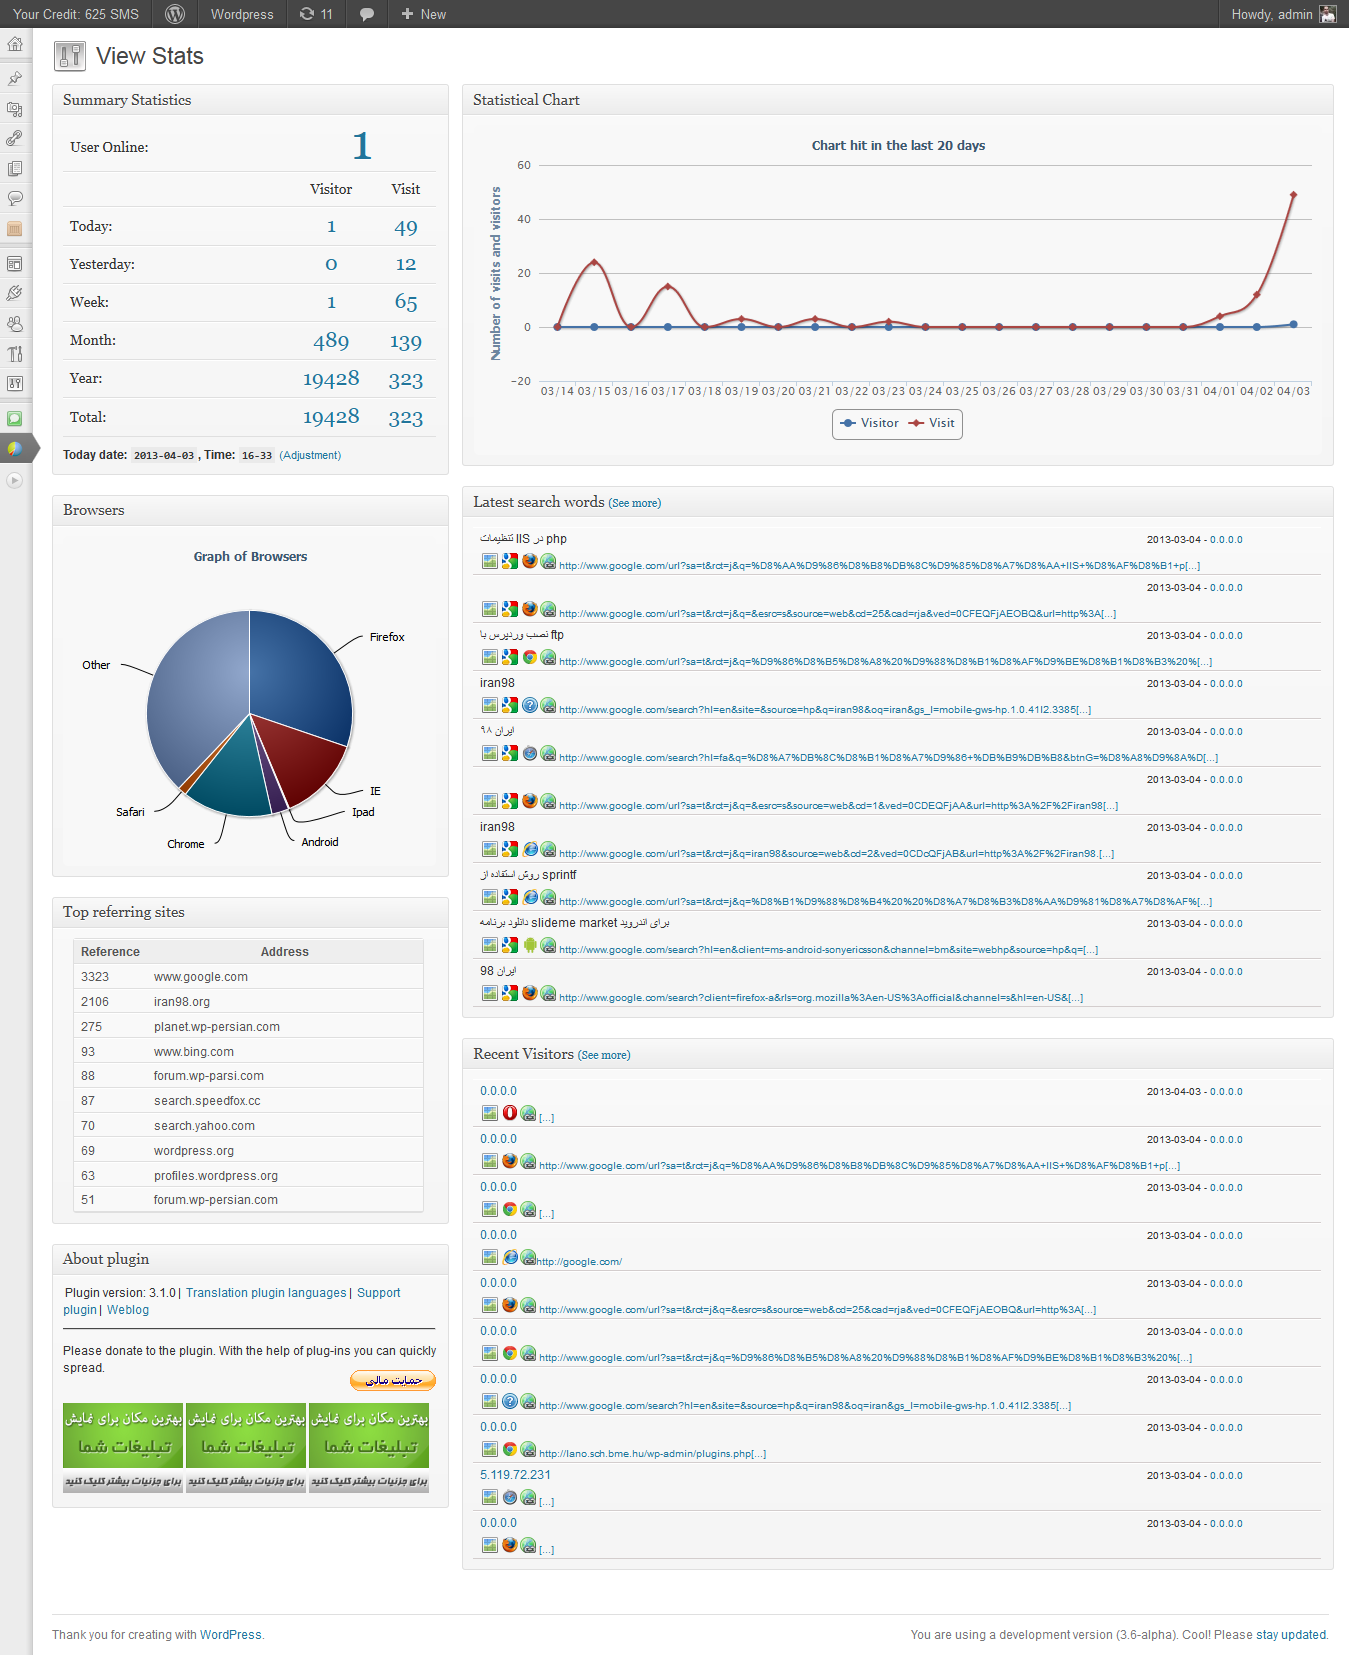 Your Credit: 625 SMS
Wordpress
11
New
Howdy, admin
View Stats
Summary Statistics
User Online: 1
Visitor Visit
Today: 1 49
Yesterday: 0 12
Week: 1 65
Month: 489 139
Year: 19428 323
Total: 19428 323
Today date: 2013-04-03 , Time: 16-33 (Adjustment)
Statistical Chart
Chart hit in the last 20 days
Number of visits and visitors
60
40
20
0
-20
03/14 03/15 03/16 03/17 03/18 03/19 03/20 03/21 03/22 03/23 03/24 03/25 03/26 03/27 03/28 03/29 03/30 03/31 04/01 04/02 04/03
Visitor Visit
Browsers
Graph of Browsers
Firefox
Other
IE
Ipad
Safari
Android
Chrome
Top referring sites
Reference Address
3323 www.google.com
2106 iran98.org
275 planet.wp-persian.com
93 www.bing.com
88 forum.wp-parsi.com
87 search.speedfox.cc
70 search.yahoo.com
69 wordpress.org
63 profiles.wordpress.org
51 forum.wp-persian.com
About plugin
Plugin version: 3.1.0 | Translation plugin languages | Support
plugin | Weblog
Please donate to the plugin. With the help of plug-ins you can quickly
spread.
حمایت مالی
بهترین مکان برای نمایش بهترین مکان برای نمایش بهترین مکان برای نمایش
تبلیغات شما تبلیغات شما تبلیغات شما
برای جزئیات بیشتر کلیک کنید برای جزئیات بیشتر کلیک کنید برای جزئیات بیشتر کلیک کنید
Latest search words (See more)
تنظیمات IIS در php 2013-03-04 - 0.0.0.0
http://www.google.com/url?sa=t&rct=j&q=%D8%AA%D9%86%D8%B8%DB%8C%D9%85%D8%A7%D8%AA+IIS+%D8%AF%D8%B1+p[...]
2013-03-04 - 0.0.0.0
http://www.google.com/url?sa=t&rct=j&q=&esrc=s&source=web&cd=25&cad=rja&ved=0CFEQFjAEOBQ&url=http%3A[...]
نصب وردپرس با ftp 2013-03-04 - 0.0.0.0
http://www.google.com/url?sa=t&rct=j&q=%D9%86%D8%B5%D8%A8%20%D9%88%D8%B1%D8%AF%D9%BE%D8%B1%D8%B3%20%[...]
iran98 2013-03-04 - 0.0.0.0
http://www.google.com/search?hl=en&site=&source=hp&q=iran98&oq=iran&gs_l=mobile-gws-hp.1.0.41l2.3385[...]
ایران ۹۸ 2013-03-04 - 0.0.0.0
http://www.google.com/search?hl=fa&q=%D8%A7%DB%8C%D8%B1%D8%A7%D9%86+%DB%B9%DB%B8&btnG=%D8%A8%D9%8A%D[...]
2013-03-04 - 0.0.0.0
http://www.google.com/url?sa=t&rct=j&q=&esrc=s&source=web&cd=1&ved=0CDEQFjAA&url=http%3A%2F%2Firan98[...]
iran98 2013-03-04 - 0.0.0.0
http://www.google.com/url?sa=t&rct=j&q=iran98&source=web&cd=2&ved=0CDcQFjAB&url=http%3A%2F%2Firan98.[...]
روش استفاده از sprintf 2013-03-04 - 0.0.0.0
http://www.google.com/url?sa=t&rct=j&q=%D8%B1%D9%88%D8%B4%20%20%D8%A7%D8%B3%D8%AA%D9%81%D8%A7%D8%AF%[...]
دانلود برنامه slideme market برای اندروید 2013-03-04 - 0.0.0.0
http://www.google.com/search?hl=en&client=ms-android-sonyericsson&channel=bm&site=webhp&source=hp&q=[...]
ایران 98 2013-03-04 - 0.0.0.0
http://www.google.com/search?client=firefox-a&rls=org.mozilla%3Aen-US%3Aofficial&channel=s&hl=en-US&[...]
Recent Visitors (See more)
0.0.0.0 2013-04-03 - 0.0.0.0
[...]
0.0.0.0 2013-03-04 - 0.0.0.0
http://www.google.com/url?sa=t&rct=j&q=%D8%AA%D9%86%D8%B8%DB%8C%D9%85%D8%A7%D8%AA+IIS+%D8%AF%D8%B1+p[...]
0.0.0.0 2013-03-04 - 0.0.0.0
[...]
0.0.0.0 2013-03-04 - 0.0.0.0
http://google.com/
0.0.0.0 2013-03-04 - 0.0.0.0
http://www.google.com/url?sa=t&rct=j&q=&esrc=s&source=web&cd=25&cad=rja&ved=0CFEQFjAEOBQ&url=http%3A[...]
0.0.0.0 2013-03-04 - 0.0.0.0
http://www.google.com/url?sa=t&rct=j&q=%D9%86%D8%B5%D8%A8%20%D9%88%D8%B1%D8%AF%D9%BE%D8%B1%D8%B3%20%[...]
0.0.0.0 2013-03-04 - 0.0.0.0
http://www.google.com/search?hl=en&site=&source=hp&q=iran98&oq=iran&gs_l=mobile-gws-hp.1.0.41l2.3385[...]
0.0.0.0 2013-03-04 - 0.0.0.0
http://lano.sch.bme.hu/wp-admin/plugins.php[...]
5.119.72.231 2013-03-04 - 0.0.0.0
[...]
0.0.0.0 2013-03-04 - 0.0.0.0
[...]
Thank you for creating with WordPress.
You are using a development version (3.6-alpha). Cool! Please stay updated.